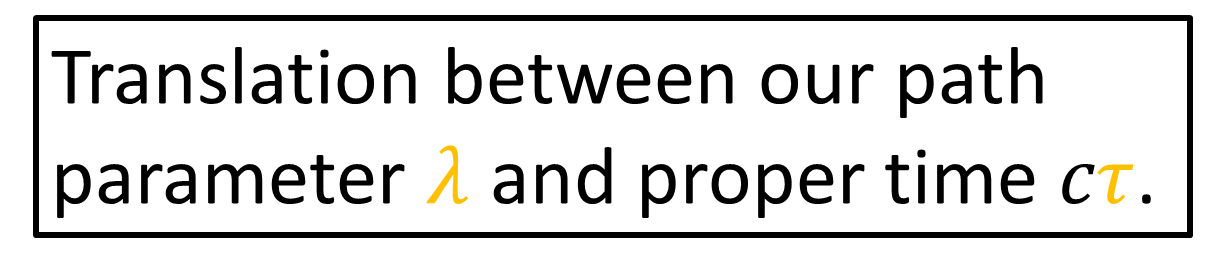 Translation between our path
parameter λ and proper time cτ.